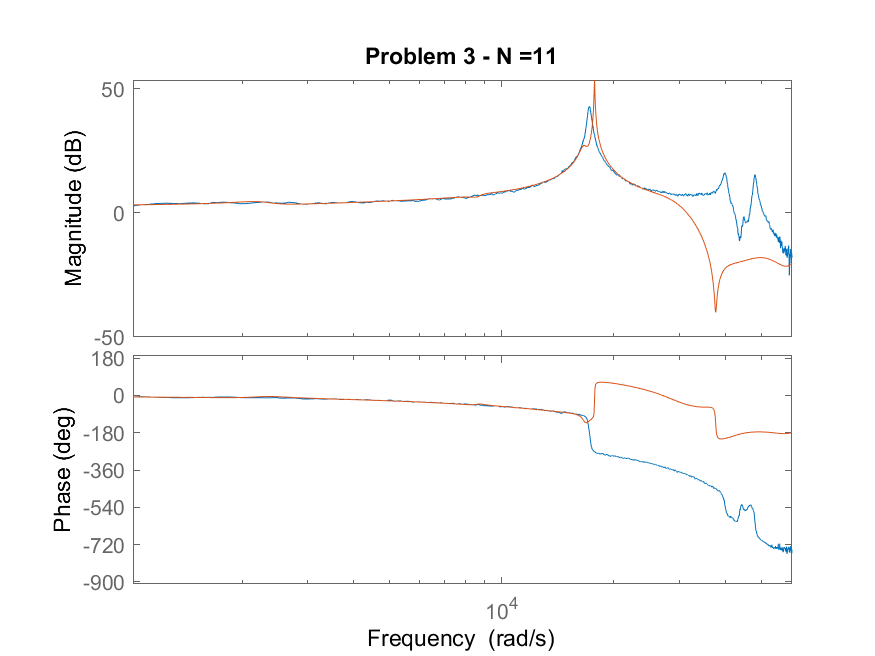 Problem 3 - N =11
50
0
-50
Magnitude (dB)
180
0
-180
-360
-540
-720
-900
Phase (deg)
10^4
Frequency (rad/s)